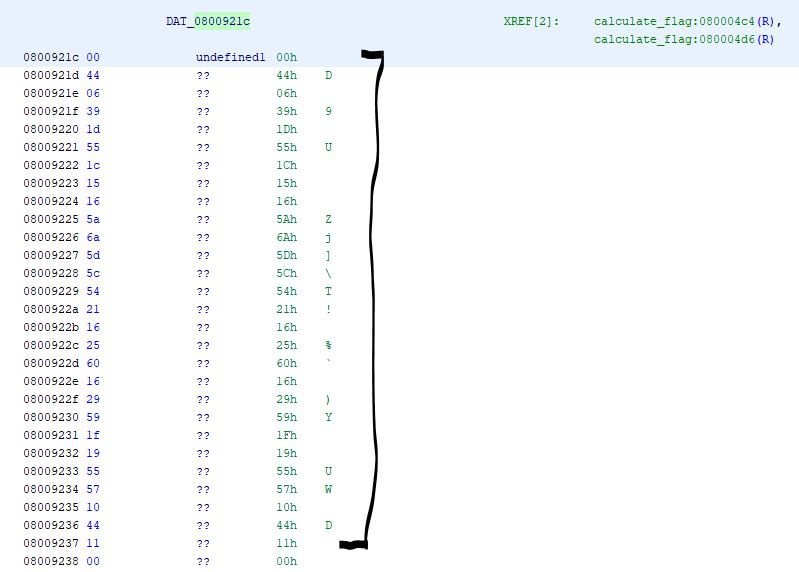 DAT_0800921c XREF[2]: calculate_flag:080004c4(R),
calculate_flag:080004d6(R)
0800921c 00 undefined1 00h
0800921d 44 ?? 44h D
0800921e 06 ?? 06h
0800921f 39 ?? 39h 9
08009220 1d ?? 1Dh
08009221 55 ?? 55h U
08009222 1c ?? 1Ch
08009223 15 ?? 15h
08009224 16 ?? 16h
08009225 5a ?? 5Ah Z
08009226 6a ?? 6Ah j
08009227 5d ?? 5Dh ]
08009228 5c ?? 5Ch \
08009229 54 ?? 54h T
0800922a 21 ?? 21h !
0800922b 16 ?? 16h
0800922c 25 ?? 25h %
0800922d 60 ?? 60h `
0800922e 16 ?? 16h
0800922f 29 ?? 29h )
08009230 59 ?? 59h Y
08009231 1f ?? 1Fh
08009232 19 ?? 19h
08009233 55 ?? 55h U
08009234 57 ?? 57h W
08009235 10 ?? 10h
08009236 44 ?? 44h D
08009237 11 ?? 11h
08009238 00 ?? 00h